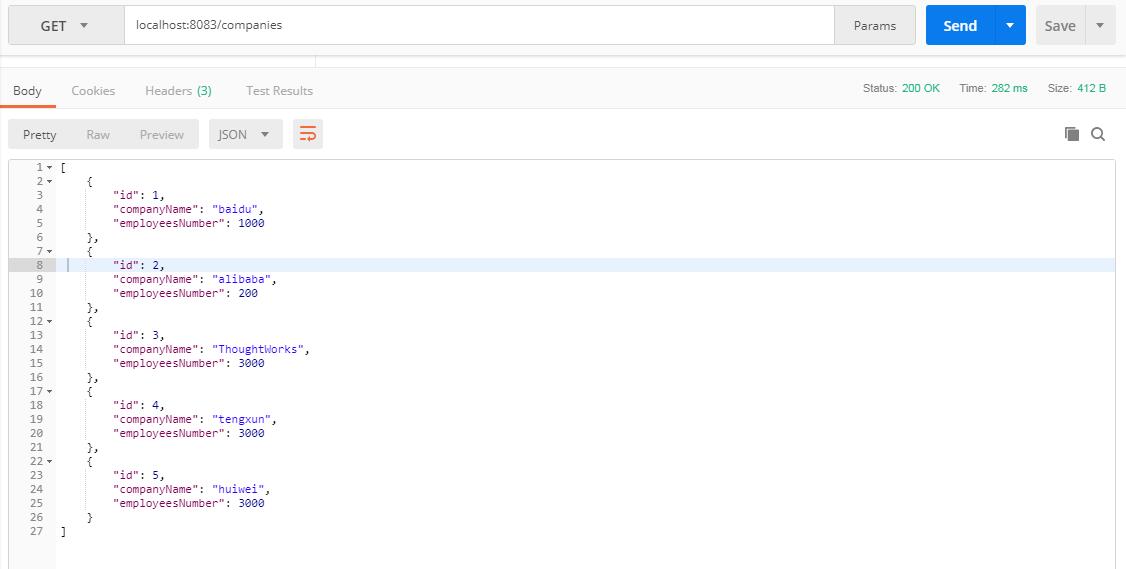 GET localhost:8083/companies Params Send Save
Body Cookies Headers (3) Test Results Status: 200 OK Time: 282 ms Size: 412 B
Pretty Raw Preview JSON
1 [
2 {
3 "id": 1,
4 "companyName": "baidu",
5 "employeesNumber": 1000
6 },
7 {
8 "id": 2,
9 "companyName": "alibaba",
10 "employeesNumber": 200
11 },
12 {
13 "id": 3,
14 "companyName": "ThoughtWorks",
15 "employeesNumber": 3000
16 },
17 {
18 "id": 4,
19 "companyName": "tengxun",
20 "employeesNumber": 3000
21 },
22 {
23 "id": 5,
24 "companyName": "huiwei",
25 "employeesNumber": 3000
26 }
27 ]